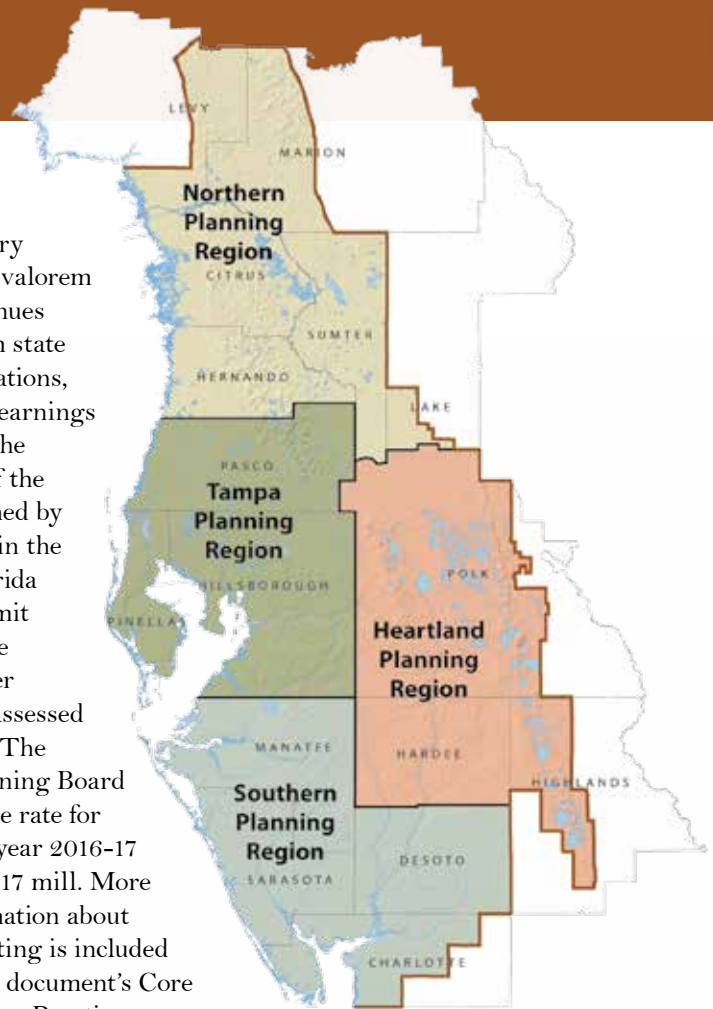 ry
valorem
nues
n state
ations,
earnings
he
f the
ned by
in the
rida
mit
e
er
ssessed
The
ning Board
e rate for
year 2016-17
17 mill. More
nation about
ting is included
document's Core
LEVY
MARION
Northern
Planning
Region
CITRUS
SUMTER
HERNANDO
LAKE
PASCO
Tampa
Planning
Region
HILLSBOROUGH
PINELLAS
POLK
Heartland
Planning
Region
HARDEE
HIGHLANDS
MANATEE
Southern
Planning
Region
SARASOTA
DESOTO
CHARLOTTE